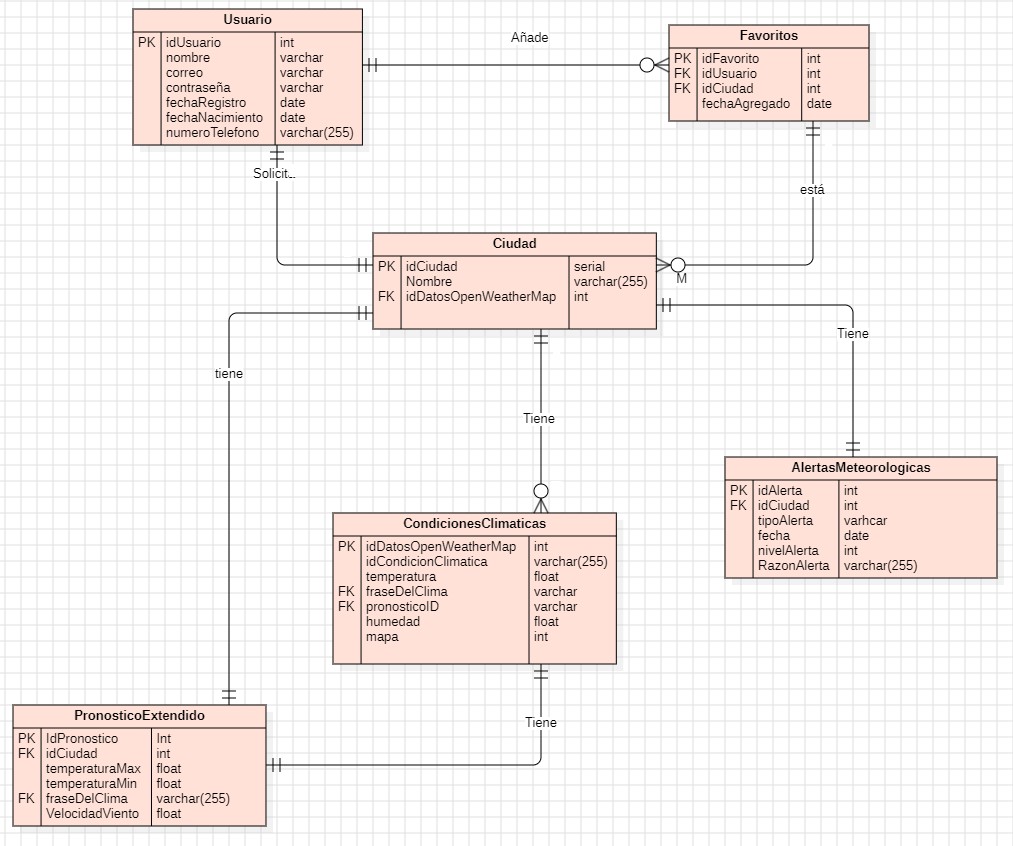 Usuario
PK idUsuario int
nombre varchar
correo varchar
contraseña varchar
fechaRegistro date
fechaNacimiento date
numeroTelefono varchar(255)
Añade
Favoritos
PK idFavorito int
FK idUsuario int
FK idCiudad int
fechaAgregado date
Solicit...
está
Ciudad
PK idCiudad serial
Nombre varchar(255)
FK idDatosOpenWeatherMap int
M
tiene
Tiene
Tiene
AlertasMeteorologicas
PK idAlerta int
FK idCiudad int
tipoAlerta varhcar
fecha date
nivelAlerta int
RazonAlerta varchar(255)
CondicionesClimaticas
PK idDatosOpenWeatherMap int
idCondicionClimatica varchar(255)
temperatura float
FK fraseDelClima varchar
FK pronosticoID varchar
humedad float
mapa int
Tiene
PronosticoExtendido
PK IdPronostico Int
FK idCiudad int
temperaturaMax float
temperaturaMin float
FK fraseDelClima varchar(255)
VelocidadViento float